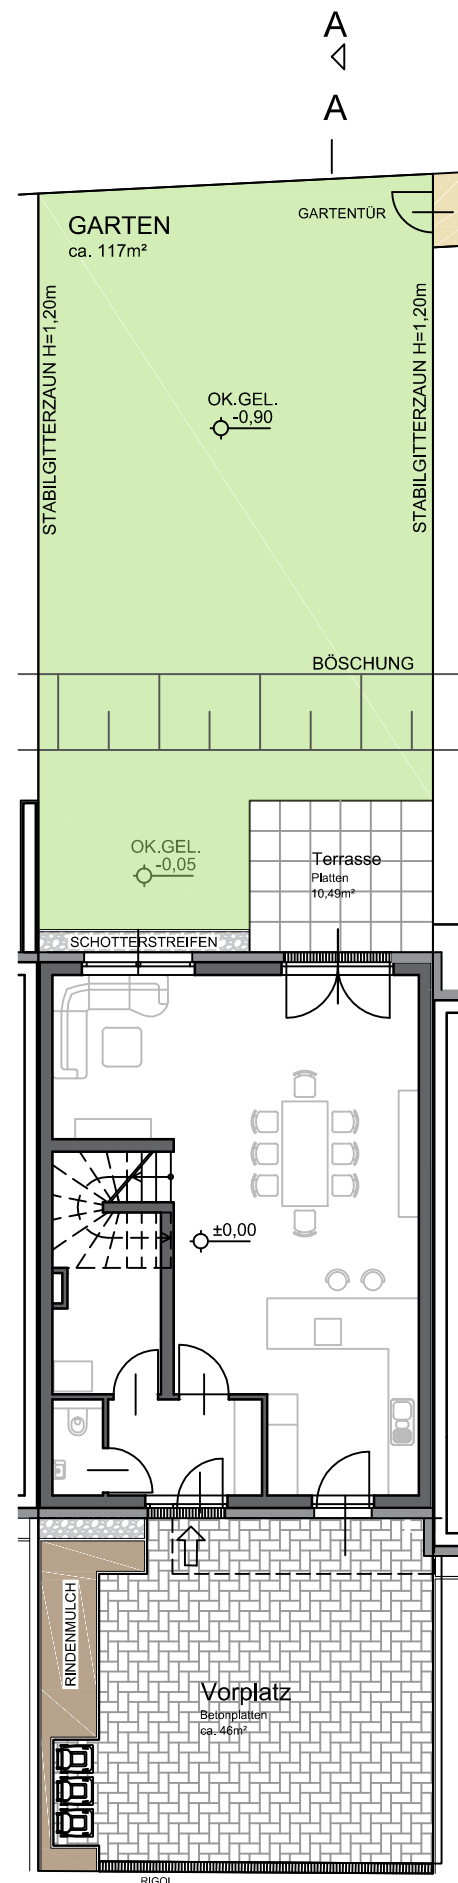 A
A
GARTEN
ca. 117m²
GARTENTÜR
STABILGITTERZAUN H=1,20m
STABILGITTERZAUN H=1,20m
OK.GEL.
-0,90
BÖSCHUNG
OK.GEL.
-0,05
Terrasse
Platten
10,49m²
SCHOTTERSTREIFEN
±0,00
RINDENMULCH
Vorplatz
Betonplatten
ca. 46m²
RIGOL